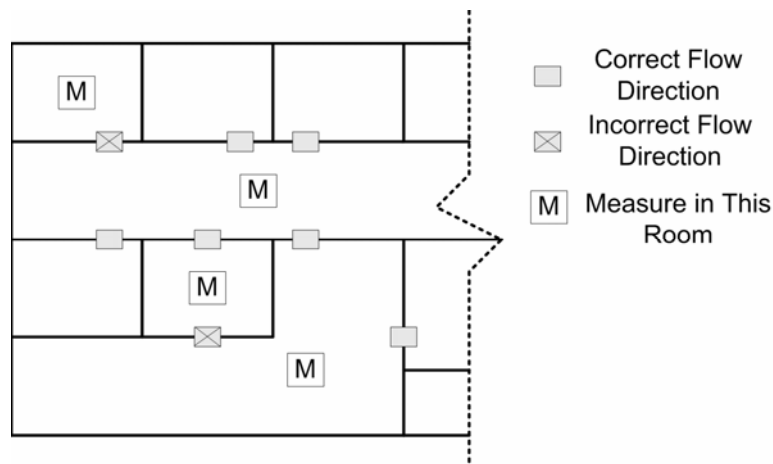 M
M
M
M
Correct Flow
Direction
Incorrect Flow
Direction
M
Measure in This
Room